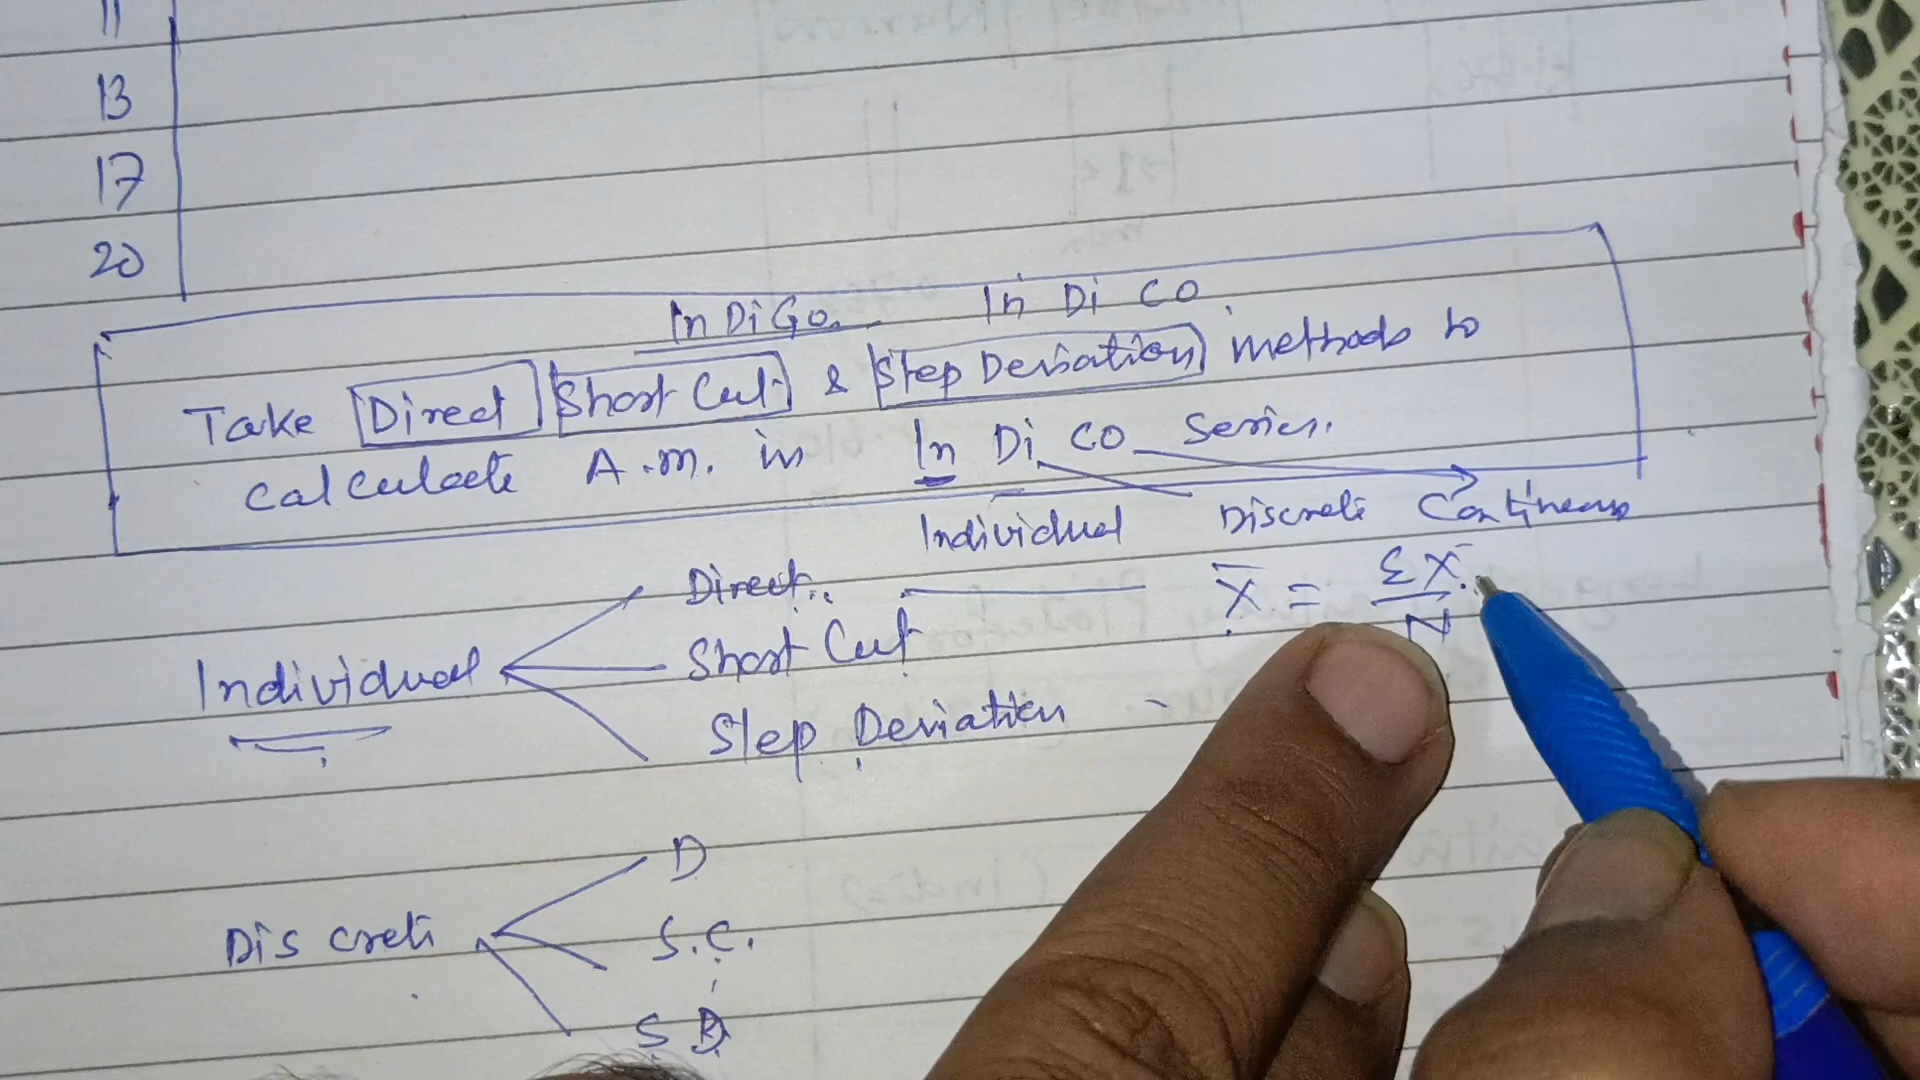 11
13
17
20
In Di Go. In Di CO
Take Direct Short Cut & Step Deviation methods to
calculate A.M. in In Di CO Series.
Individual Discrete Continuous
Individual
Direct
Short Cut
Step Deviation -
X̄ = ΣX
N
Discrete
D
S.C.
S D